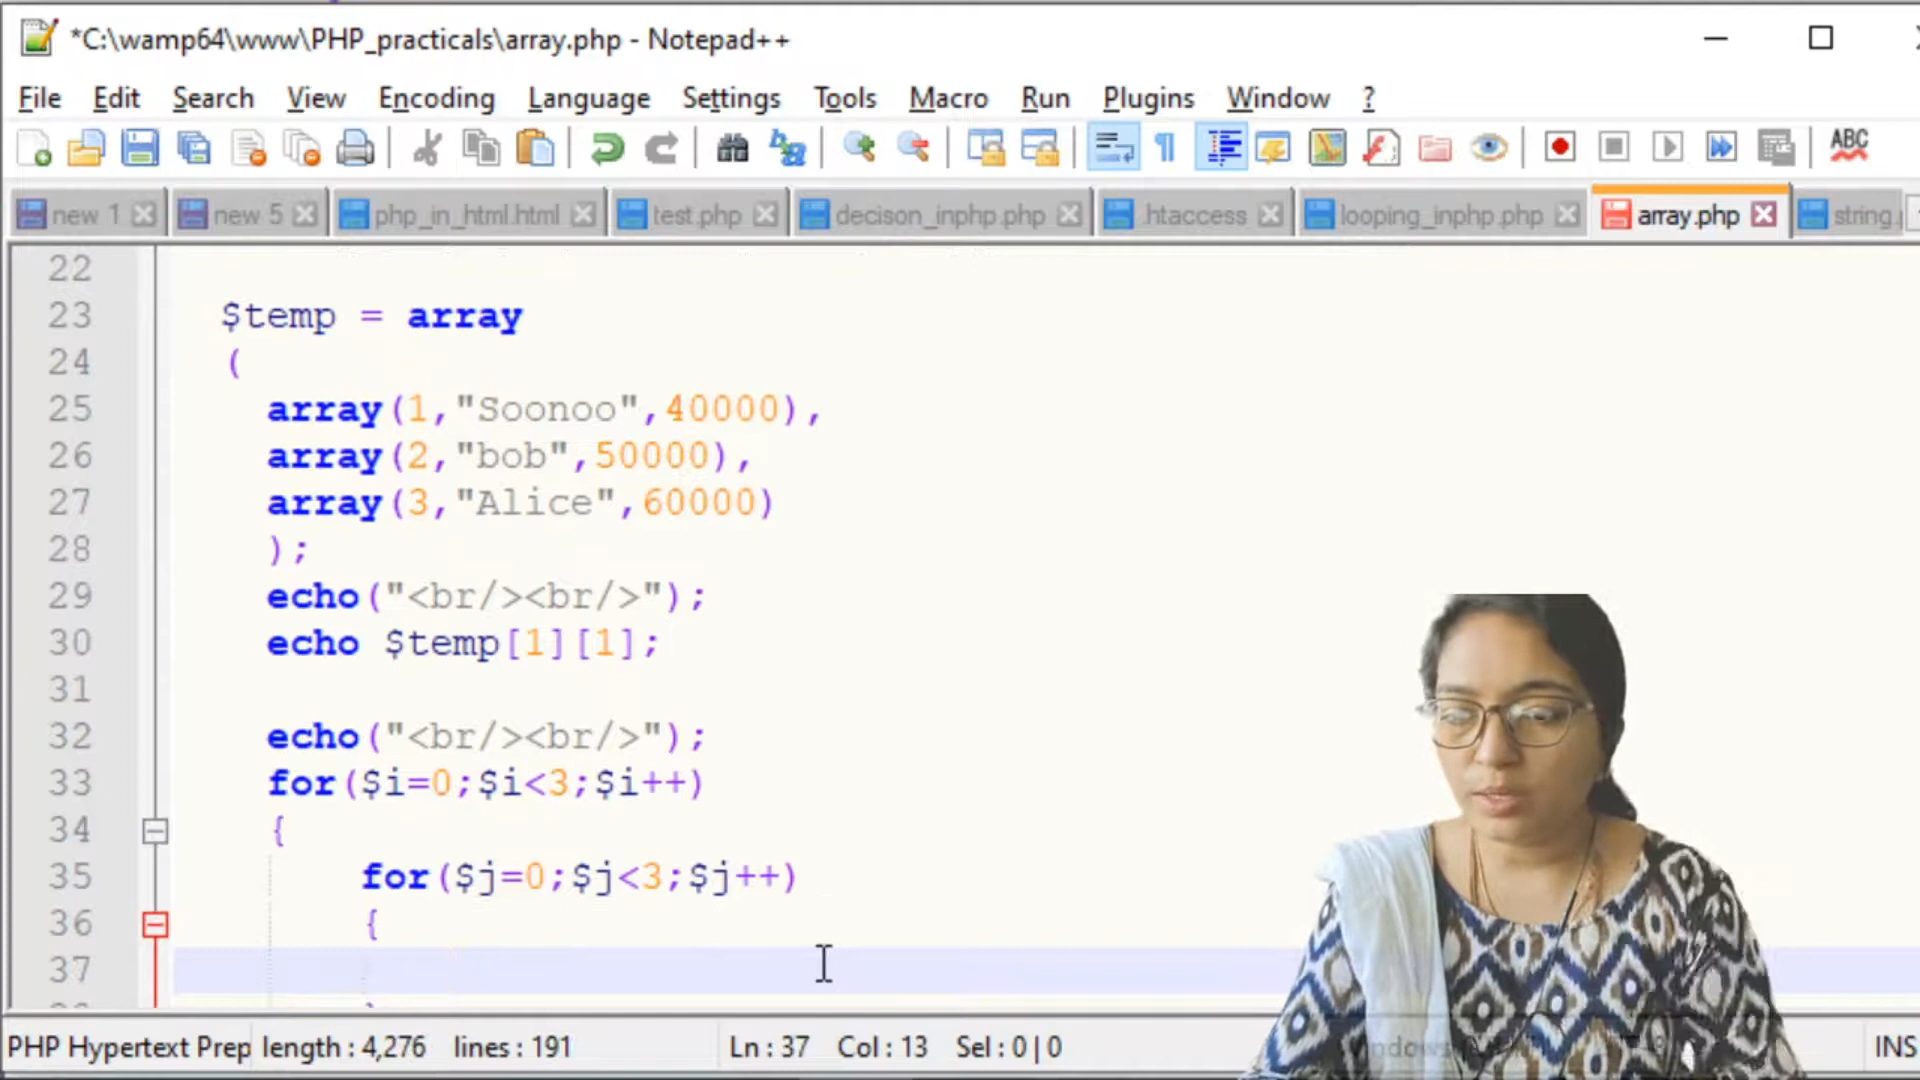 *C:\wamp64\www\PHP_practicals\array.php - Notepad++
File Edit Search View Encoding Language Settings Tools Macro Run Plugins Window ?
ABC
new 1 new 5 php_in_html.html test.php decison_inphp.php .htaccess looping_inphp.php array.php string.
22
23 $temp = array
24 (
25 array(1,"Soonoo",40000),
26 array(2,"bob",50000),
27 array(3,"Alice",60000)
28 );
29 echo("<br/><br/>");
30 echo $temp[1][1];
31
32 echo("<br/><br/>");
33 for($i=0;$i<3;$i++)
34 {
35 for($j=0;$j<3;$j++)
36 {
37
PHP Hypertext Prep length : 4,276 lines : 191 Ln : 37 Col : 13 Sel : 0 | 0 INS